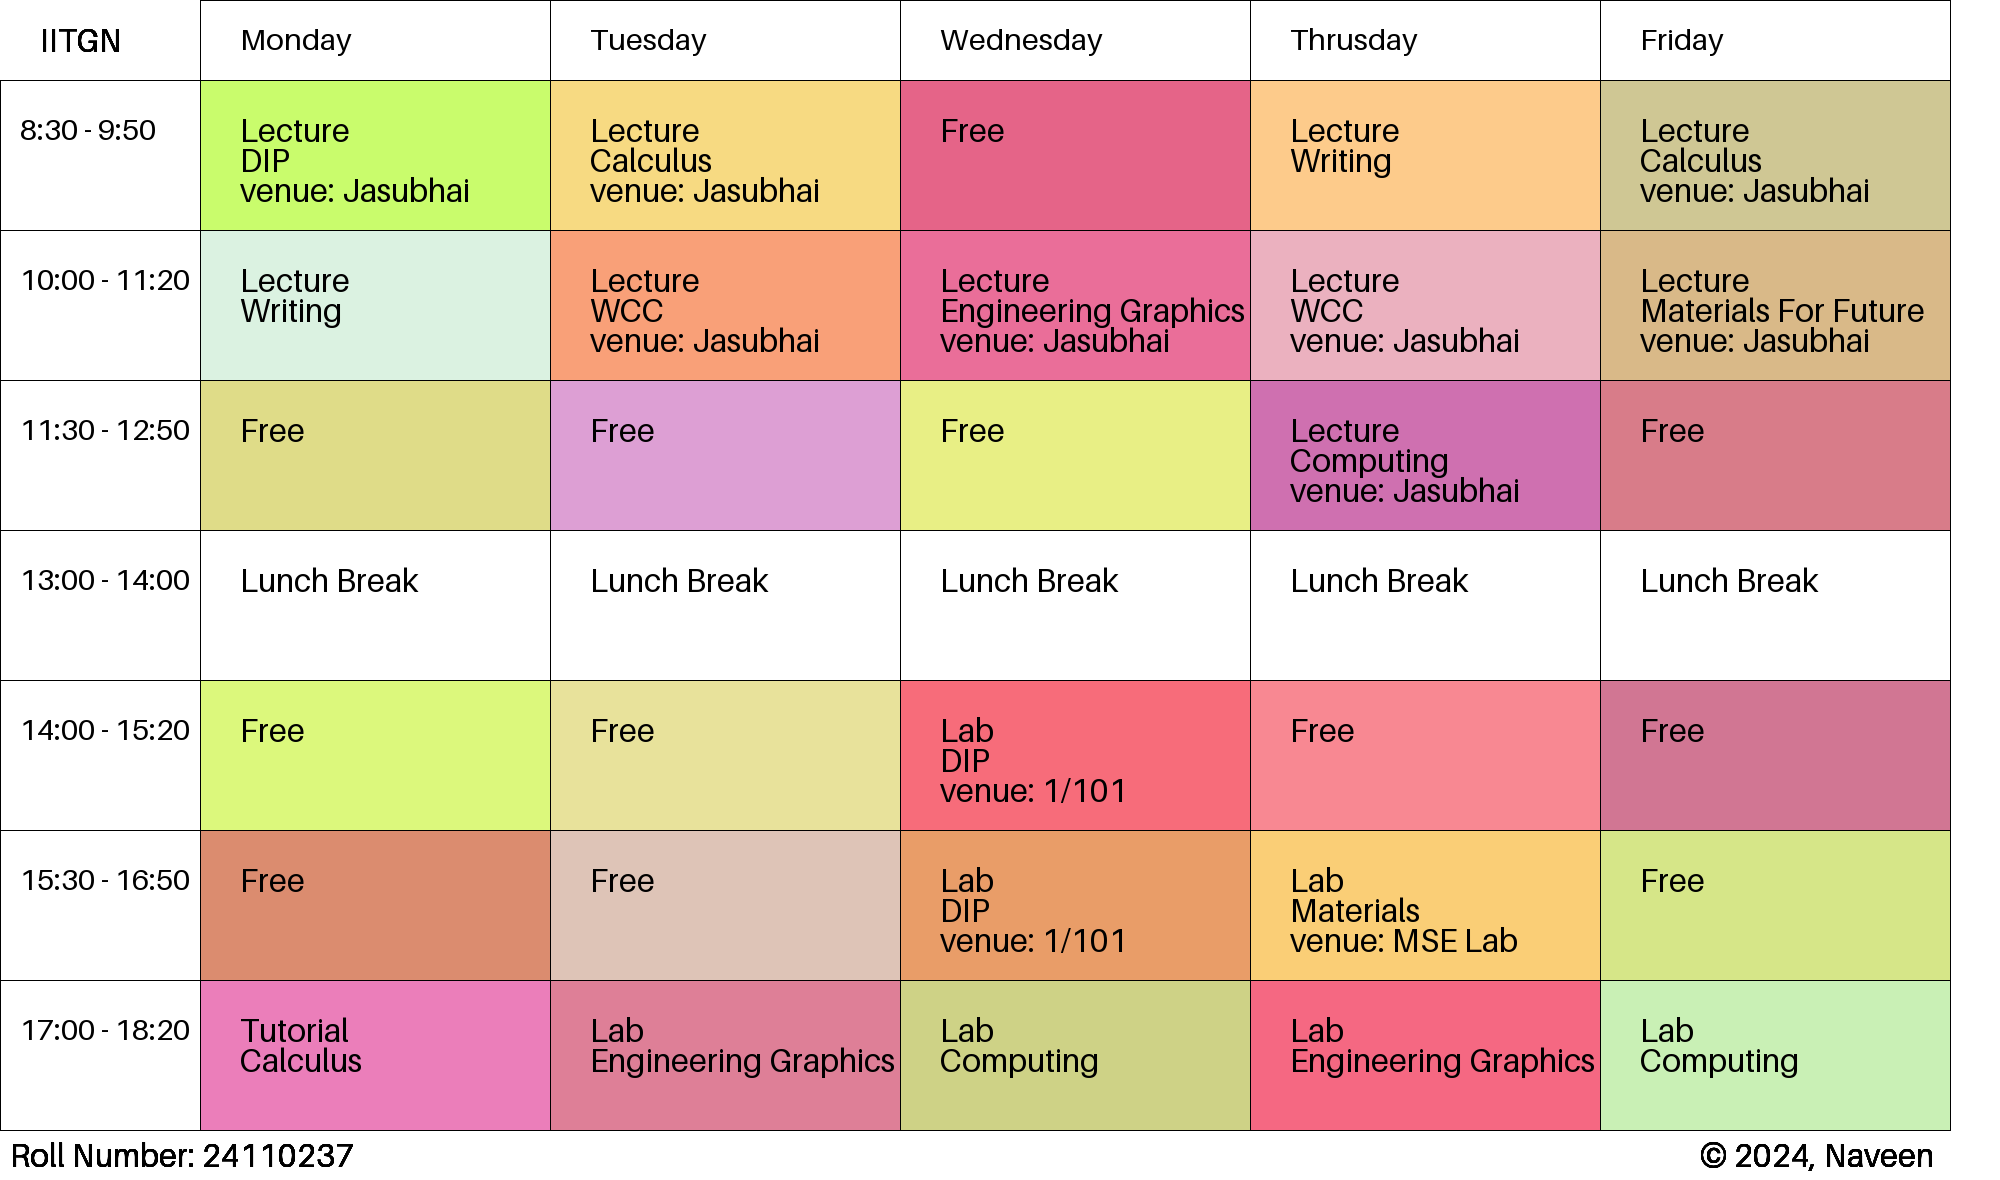 IITGN Monday Tuesday Wednesday Thrusday Friday
8:30 - 9:50
Lecture
DIP
venue: Jasubhai
Lecture
Calculus
venue: Jasubhai
Free
Lecture
Writing
Lecture
Calculus
venue: Jasubhai
10:00 - 11:20
Lecture
Writing
Lecture
WCC
venue: Jasubhai
Lecture
Engineering Graphics
venue: Jasubhai
Lecture
WCC
venue: Jasubhai
Lecture
Materials For Future
venue: Jasubhai
11:30 - 12:50
Free
Free
Free
Lecture
Computing
venue: Jasubhai
Free
13:00 - 14:00
Lunch Break
Lunch Break
Lunch Break
Lunch Break
Lunch Break
14:00 - 15:20
Free
Free
Lab
DIP
venue: 1/101
Free
Free
15:30 - 16:50
Free
Free
Lab
DIP
venue: 1/101
Lab
Materials
venue: MSE Lab
Free
17:00 - 18:20
Tutorial
Calculus
Lab
Engineering Graphics
Lab
Computing
Lab
Engineering Graphics
Lab
Computing
Roll Number: 24110237
© 2024, Naveen